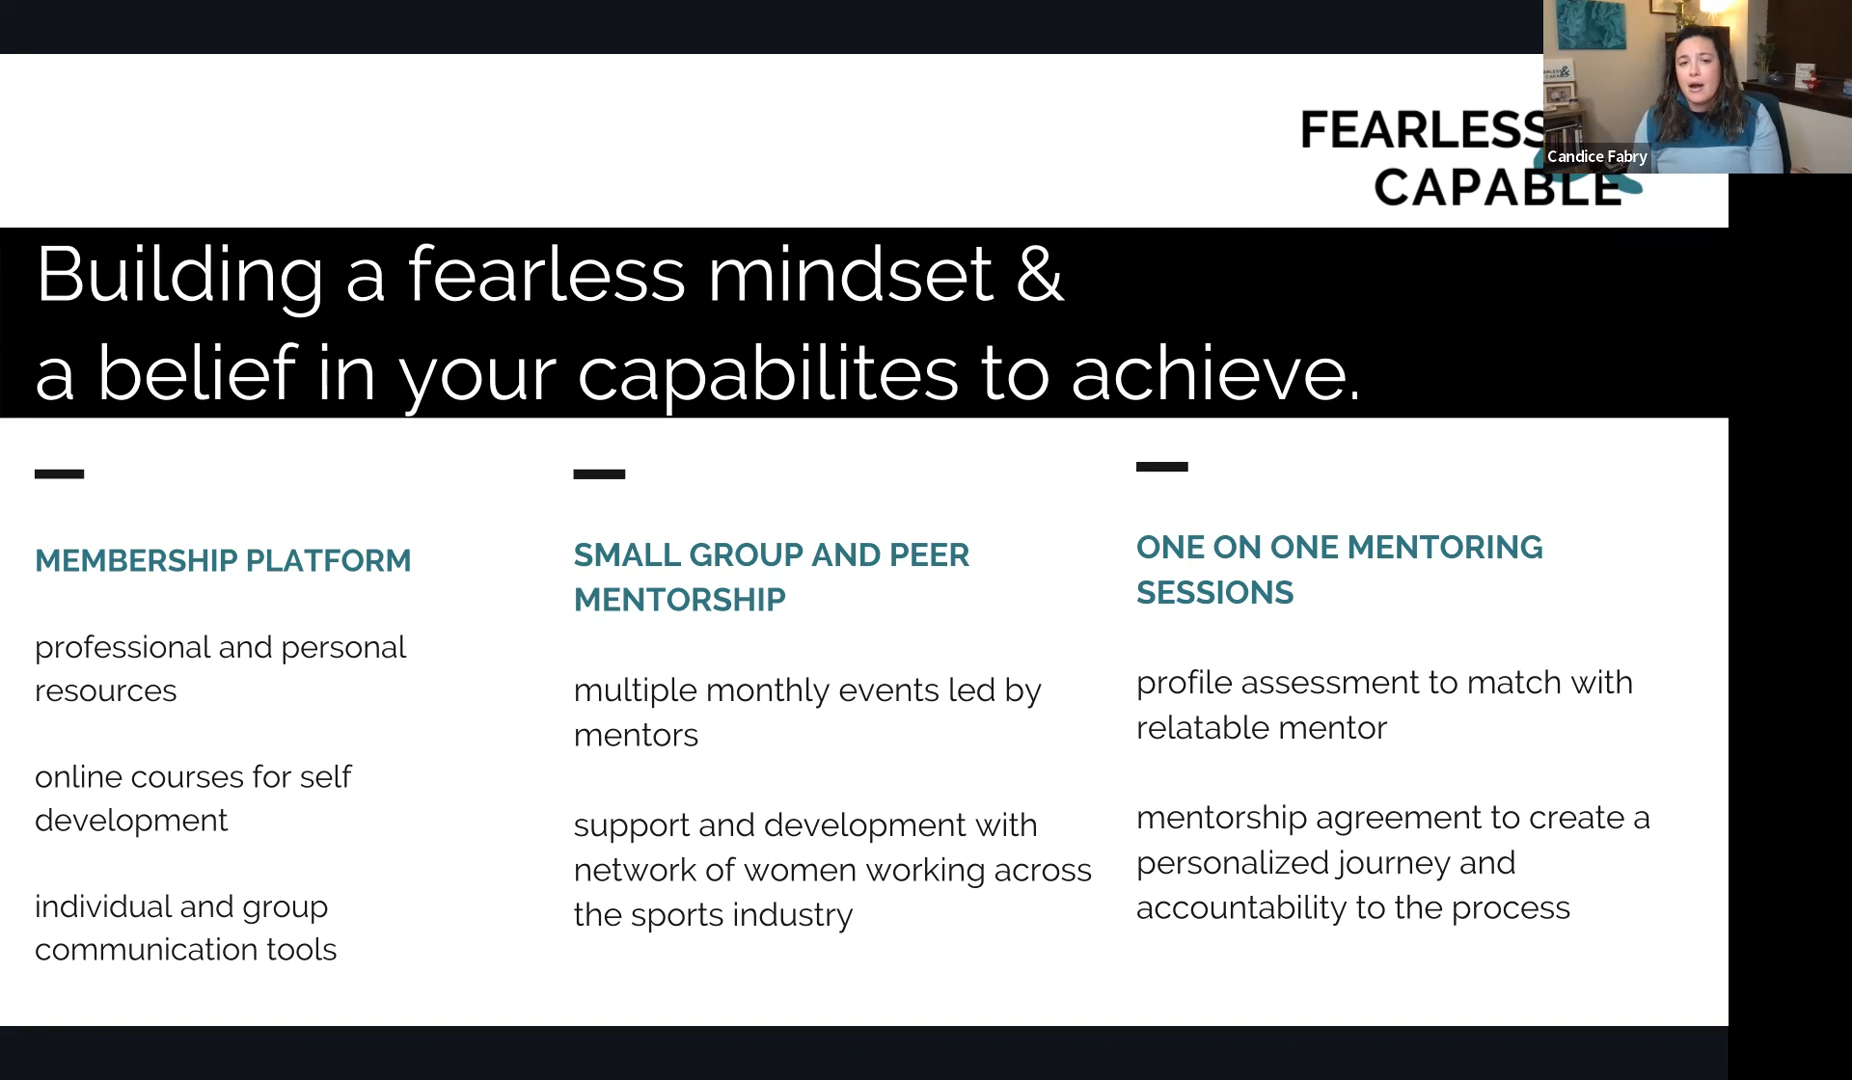 FEARLESS
CAPABLE
Candice Fabry
Building a fearless mindset &
a belief in your capabilites to achieve.
MEMBERSHIP PLATFORM
professional and personal
resources
online courses for self
development
individual and group
communication tools
SMALL GROUP AND PEER
MENTORSHIP
multiple monthly events led by
mentors
support and development with
network of women working across
the sports industry
ONE ON ONE MENTORING
SESSIONS
profile assessment to match with
relatable mentor
mentorship agreement to create a
personalized journey and
accountability to the process